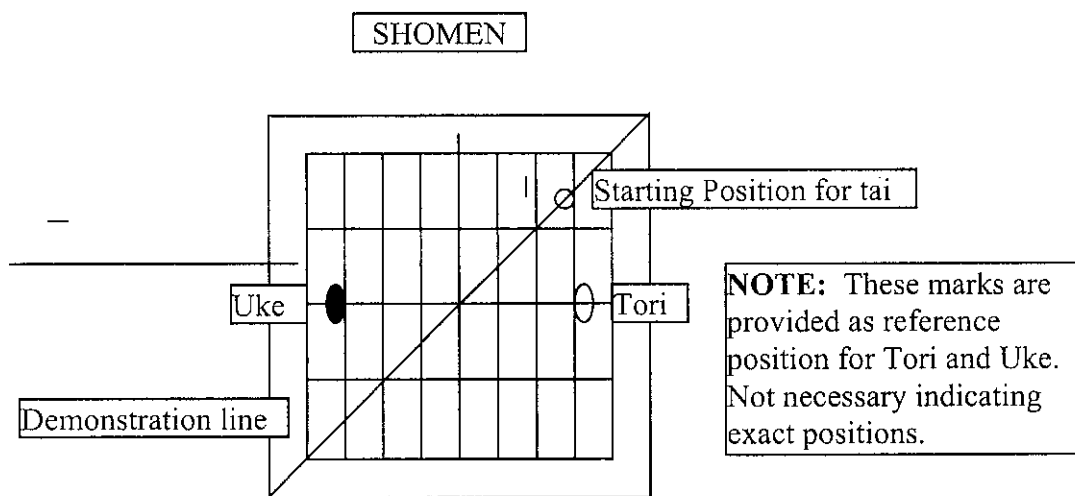 SHOMEN
Starting Position for tai
Uke
Tori
NOTE: These marks are
provided as reference
position for Tori and Uke.
Not necessary indicating
exact positions.
Demonstration line